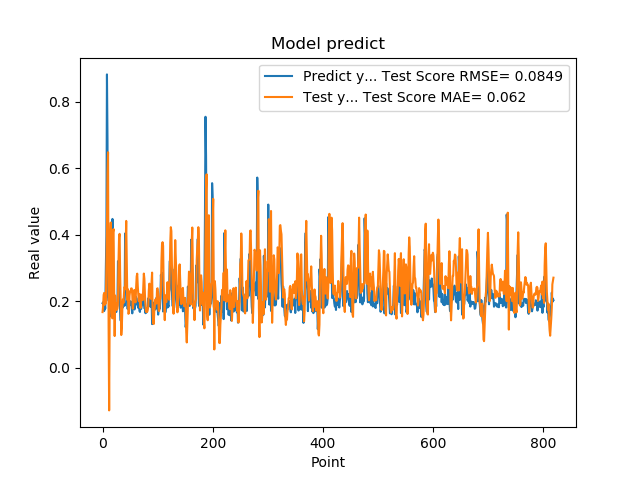 Model predict
Predict y... Test Score RMSE= 0.0849
Test y... Test Score MAE= 0.062
Real value
0.8
0.6
0.4
0.2
0.0
0 200 400 600 800
Point